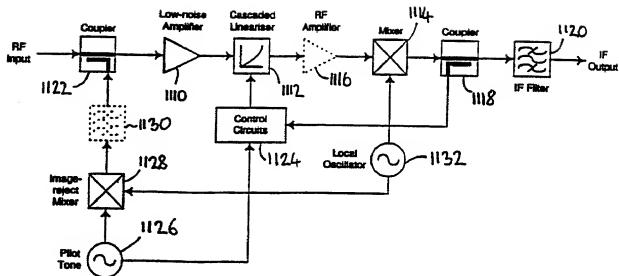 Coupler
RF
Input
1122
Low-noise
Amplifier
1110
Cascaded
Lineariser
1112
RF
Amplifier
1116
Mixer
1114
Coupler
1118
1120
IF Filter
IF
Output
1130
Control
Circuits
1124
Local
Oscillator
1132
Image-
reject
Mixer
1128
Pilot
Tone
1126